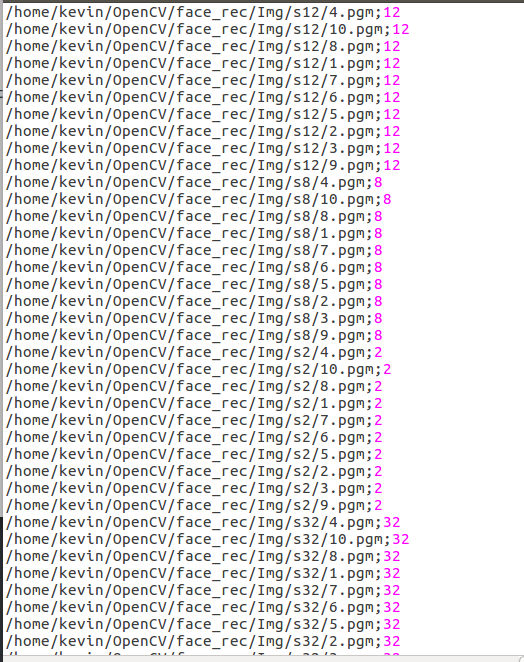 /home/kevin/OpenCV/face_rec/Img/s12/4.pgm;12
/home/kevin/OpenCV/face_rec/Img/s12/10.pgm;12
/home/kevin/OpenCV/face_rec/Img/s12/8.pgm;12
/home/kevin/OpenCV/face_rec/Img/s12/1.pgm;12
/home/kevin/OpenCV/face_rec/Img/s12/7.pgm;12
/home/kevin/OpenCV/face_rec/Img/s12/6.pgm;12
/home/kevin/OpenCV/face_rec/Img/s12/5.pgm;12
/home/kevin/OpenCV/face_rec/Img/s12/2.pgm;12
/home/kevin/OpenCV/face_rec/Img/s12/3.pgm;12
/home/kevin/OpenCV/face_rec/Img/s12/9.pgm;12
/home/kevin/OpenCV/face_rec/Img/s8/4.pgm;8
/home/kevin/OpenCV/face_rec/Img/s8/10.pgm;8
/home/kevin/OpenCV/face_rec/Img/s8/8.pgm;8
/home/kevin/OpenCV/face_rec/Img/s8/1.pgm;8
/home/kevin/OpenCV/face_rec/Img/s8/7.pgm;8
/home/kevin/OpenCV/face_rec/Img/s8/6.pgm;8
/home/kevin/OpenCV/face_rec/Img/s8/5.pgm;8
/home/kevin/OpenCV/face_rec/Img/s8/2.pgm;8
/home/kevin/OpenCV/face_rec/Img/s8/3.pgm;8
/home/kevin/OpenCV/face_rec/Img/s8/9.pgm;8
/home/kevin/OpenCV/face_rec/Img/s2/4.pgm;2
/home/kevin/OpenCV/face_rec/Img/s2/10.pgm;2
/home/kevin/OpenCV/face_rec/Img/s2/8.pgm;2
/home/kevin/OpenCV/face_rec/Img/s2/1.pgm;2
/home/kevin/OpenCV/face_rec/Img/s2/7.pgm;2
/home/kevin/OpenCV/face_rec/Img/s2/6.pgm;2
/home/kevin/OpenCV/face_rec/Img/s2/5.pgm;2
/home/kevin/OpenCV/face_rec/Img/s2/2.pgm;2
/home/kevin/OpenCV/face_rec/Img/s2/3.pgm;2
/home/kevin/OpenCV/face_rec/Img/s2/9.pgm;2
/home/kevin/OpenCV/face_rec/Img/s32/4.pgm;32
/home/kevin/OpenCV/face_rec/Img/s32/10.pgm;32
/home/kevin/OpenCV/face_rec/Img/s32/8.pgm;32
/home/kevin/OpenCV/face_rec/Img/s32/1.pgm;32
/home/kevin/OpenCV/face_rec/Img/s32/7.pgm;32
/home/kevin/OpenCV/face_rec/Img/s32/6.pgm;32
/home/kevin/OpenCV/face_rec/Img/s32/5.pgm;32
/home/kevin/OpenCV/face_rec/Img/s32/2.pgm;32